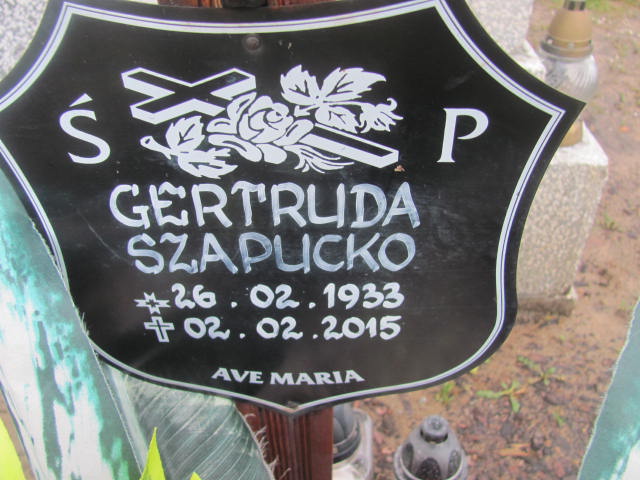 Ś P
GERTRUDA
SZAPUCKO
26.02.1933
02.02.2015
AVE MARIA